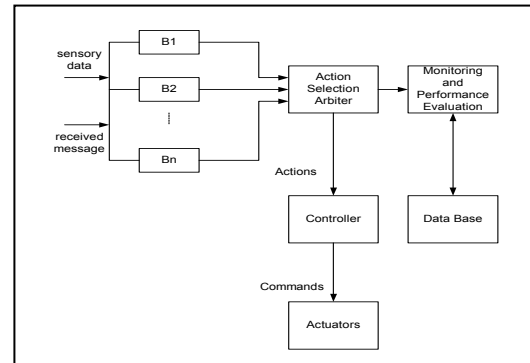 sensory
data
received
message
B1
B2
Bn
Action
Selection
Arbiter
Monitoring
and
Performance
Evaluation
Actions
Controller
Data Base
Commands
Actuators